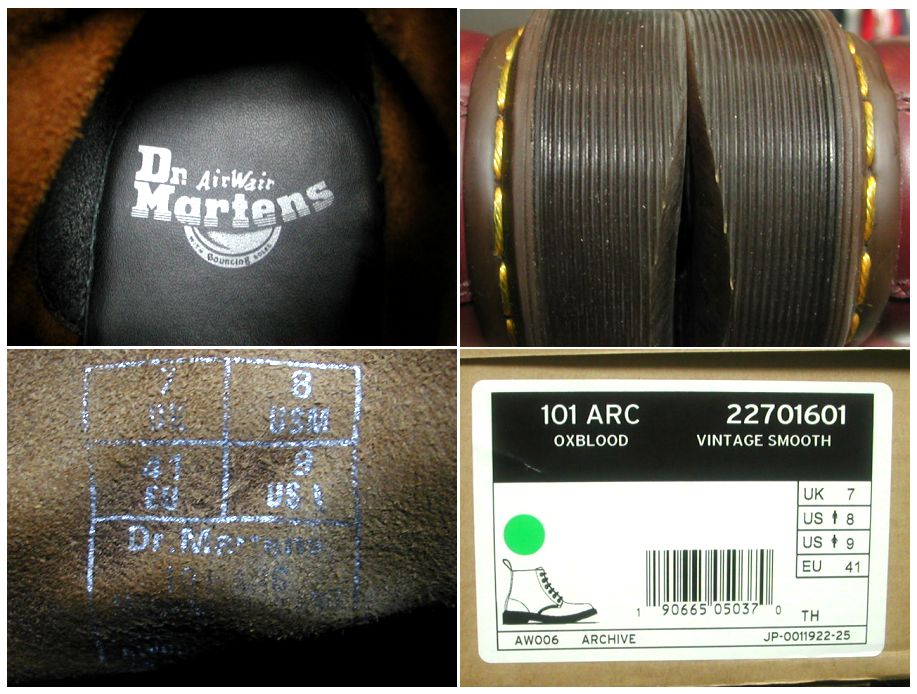 Dr. AirWair
Martens
WITH Bouncing SOLES
7 8
UK USM
41 9
EU US L
Dr. Martens
101 ARC
101 ARC 22701601
OXBLOOD VINTAGE SMOOTH
UK 7
US 8
US 9
EU 41
1 90665 05037 0
TH
AW006 ARCHIVE JP-0011922-25